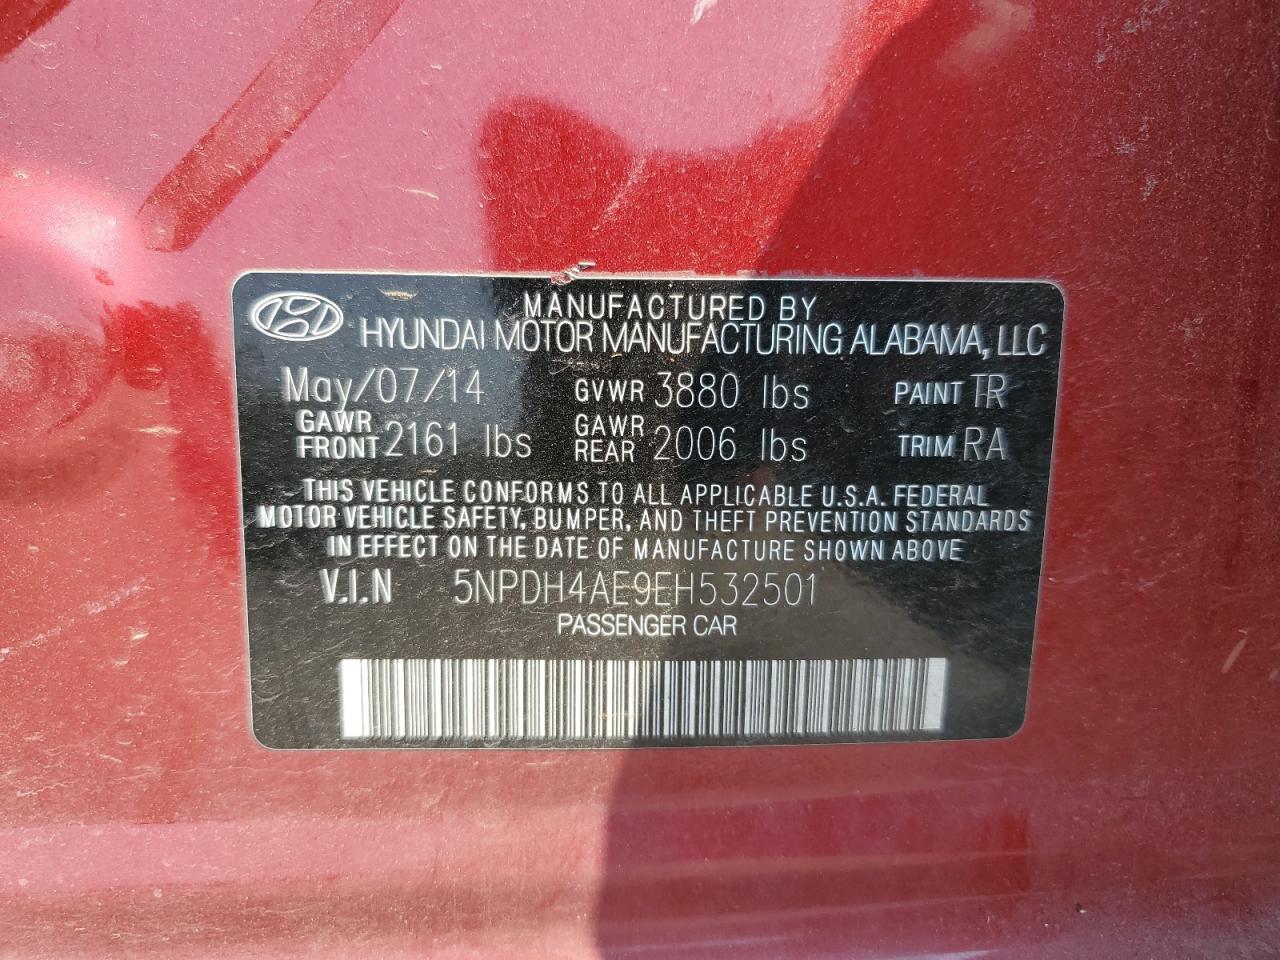 MANUFACTURED BY
HYUNDAI MOTOR MANUFACTURING ALABAMA, LLC
May/07/14 GVWR 3880 lbs PAINT TR
GAWR FRONT 2161 lbs GAWR REAR 2006 lbs TRIM RA
THIS VEHICLE CONFORMS TO ALL APPLICABLE U.S.A. FEDERAL
MOTOR VEHICLE SAFETY, BUMPER, AND THEFT PREVENTION STANDARDS
IN EFFECT ON THE DATE OF MANUFACTURE SHOWN ABOVE
V.I.N 5NPDH4AE9EH532501
PASSENGER CAR